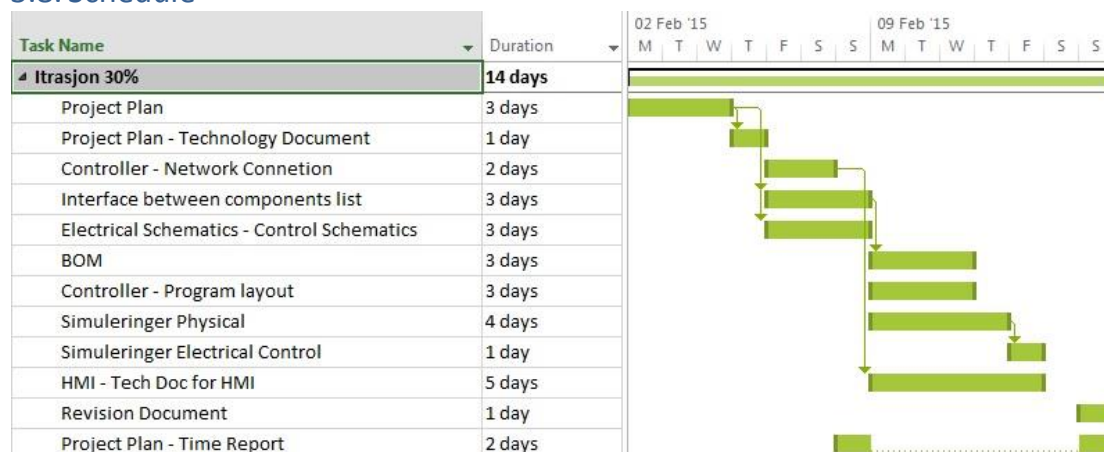 3.8. Schedule
02 Feb '15 09 Feb '15
Task Name Duration M T W T F S S M T W T F S S
Itrasjon 30% 14 days
Project Plan 3 days
Project Plan - Technology Document 1 day
Controller - Network Connetion 2 days
Interface between components list 3 days
Electrical Schematics - Control Schematics 3 days
BOM 3 days
Controller - Program layout 3 days
Simuleringer Physical 4 days
Simuleringer Electrical Control 1 day
HMI - Tech Doc for HMI 5 days
Revision Document 1 day
Project Plan - Time Report 2 days